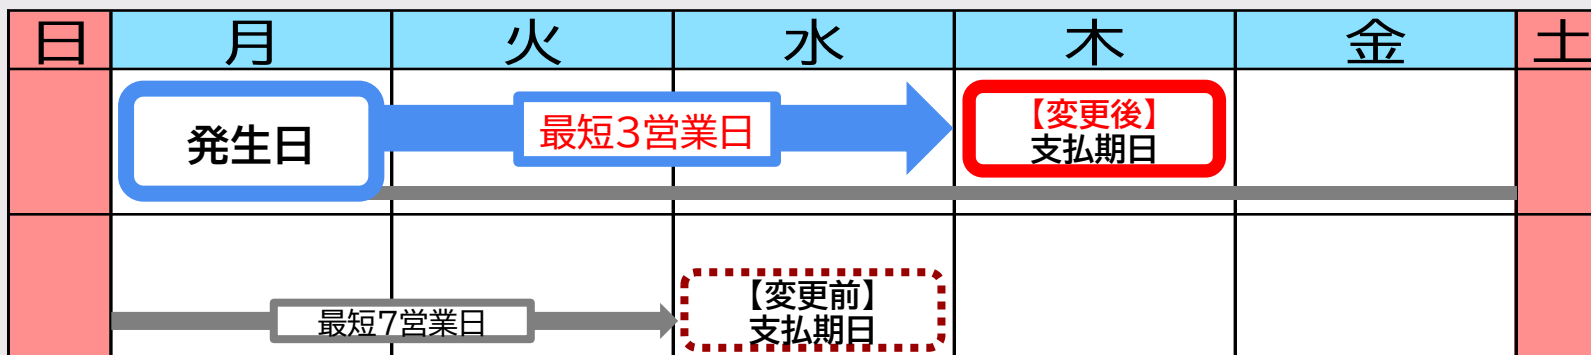 日 月 火 水 木 金 土
発生日
最短3営業日
【変更後】
支払期日
最短7営業日
【変更前】
支払期日